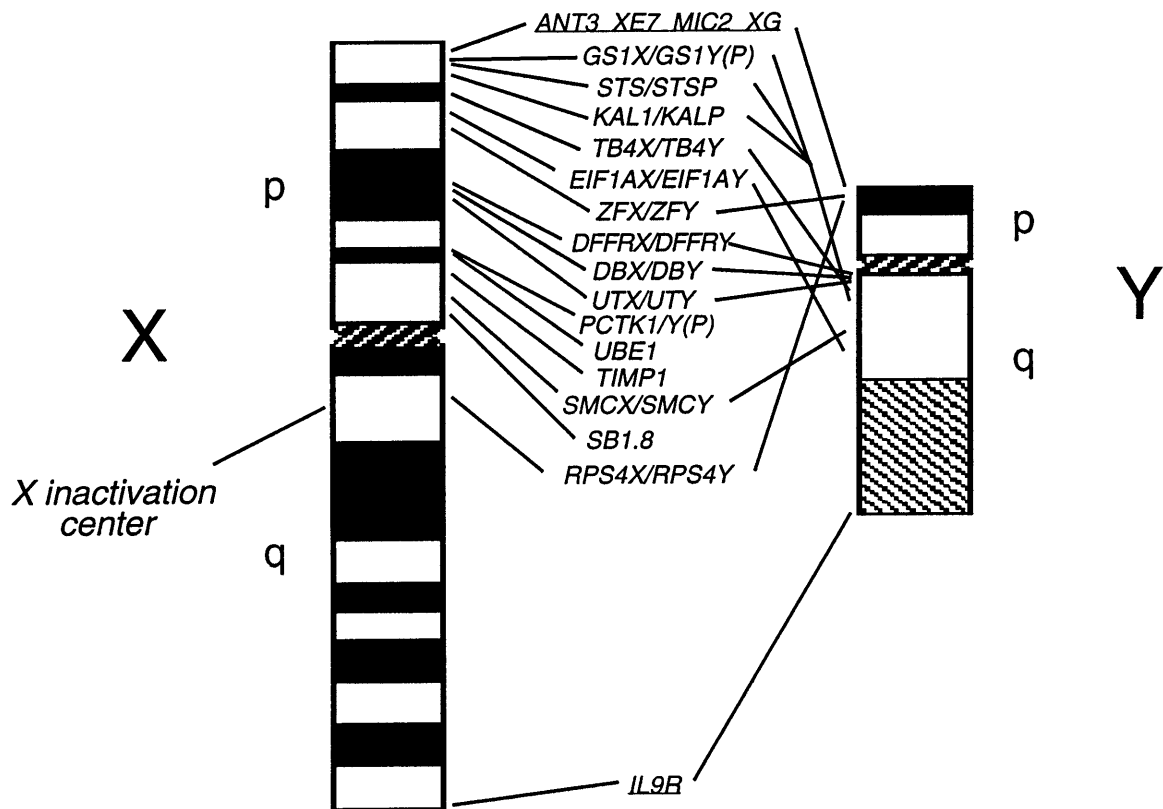 ANT3 XE7 MIC2 XG
GS1X/GS1Y(P)
STS/STSP
KAL1/KALP
TB4X/TB4Y
EIF1AX/EIF1AY
ZFX/ZFY
DFFRX/DFFRY
DBX/DBY
UTX/UTY
PCTK1/Y(P)
UBE1
TIMP1
SMCX/SMCY
SB1.8
RPS4X/RPS4Y
IL9R
p
X
q
X inactivation
center
p
Y
q